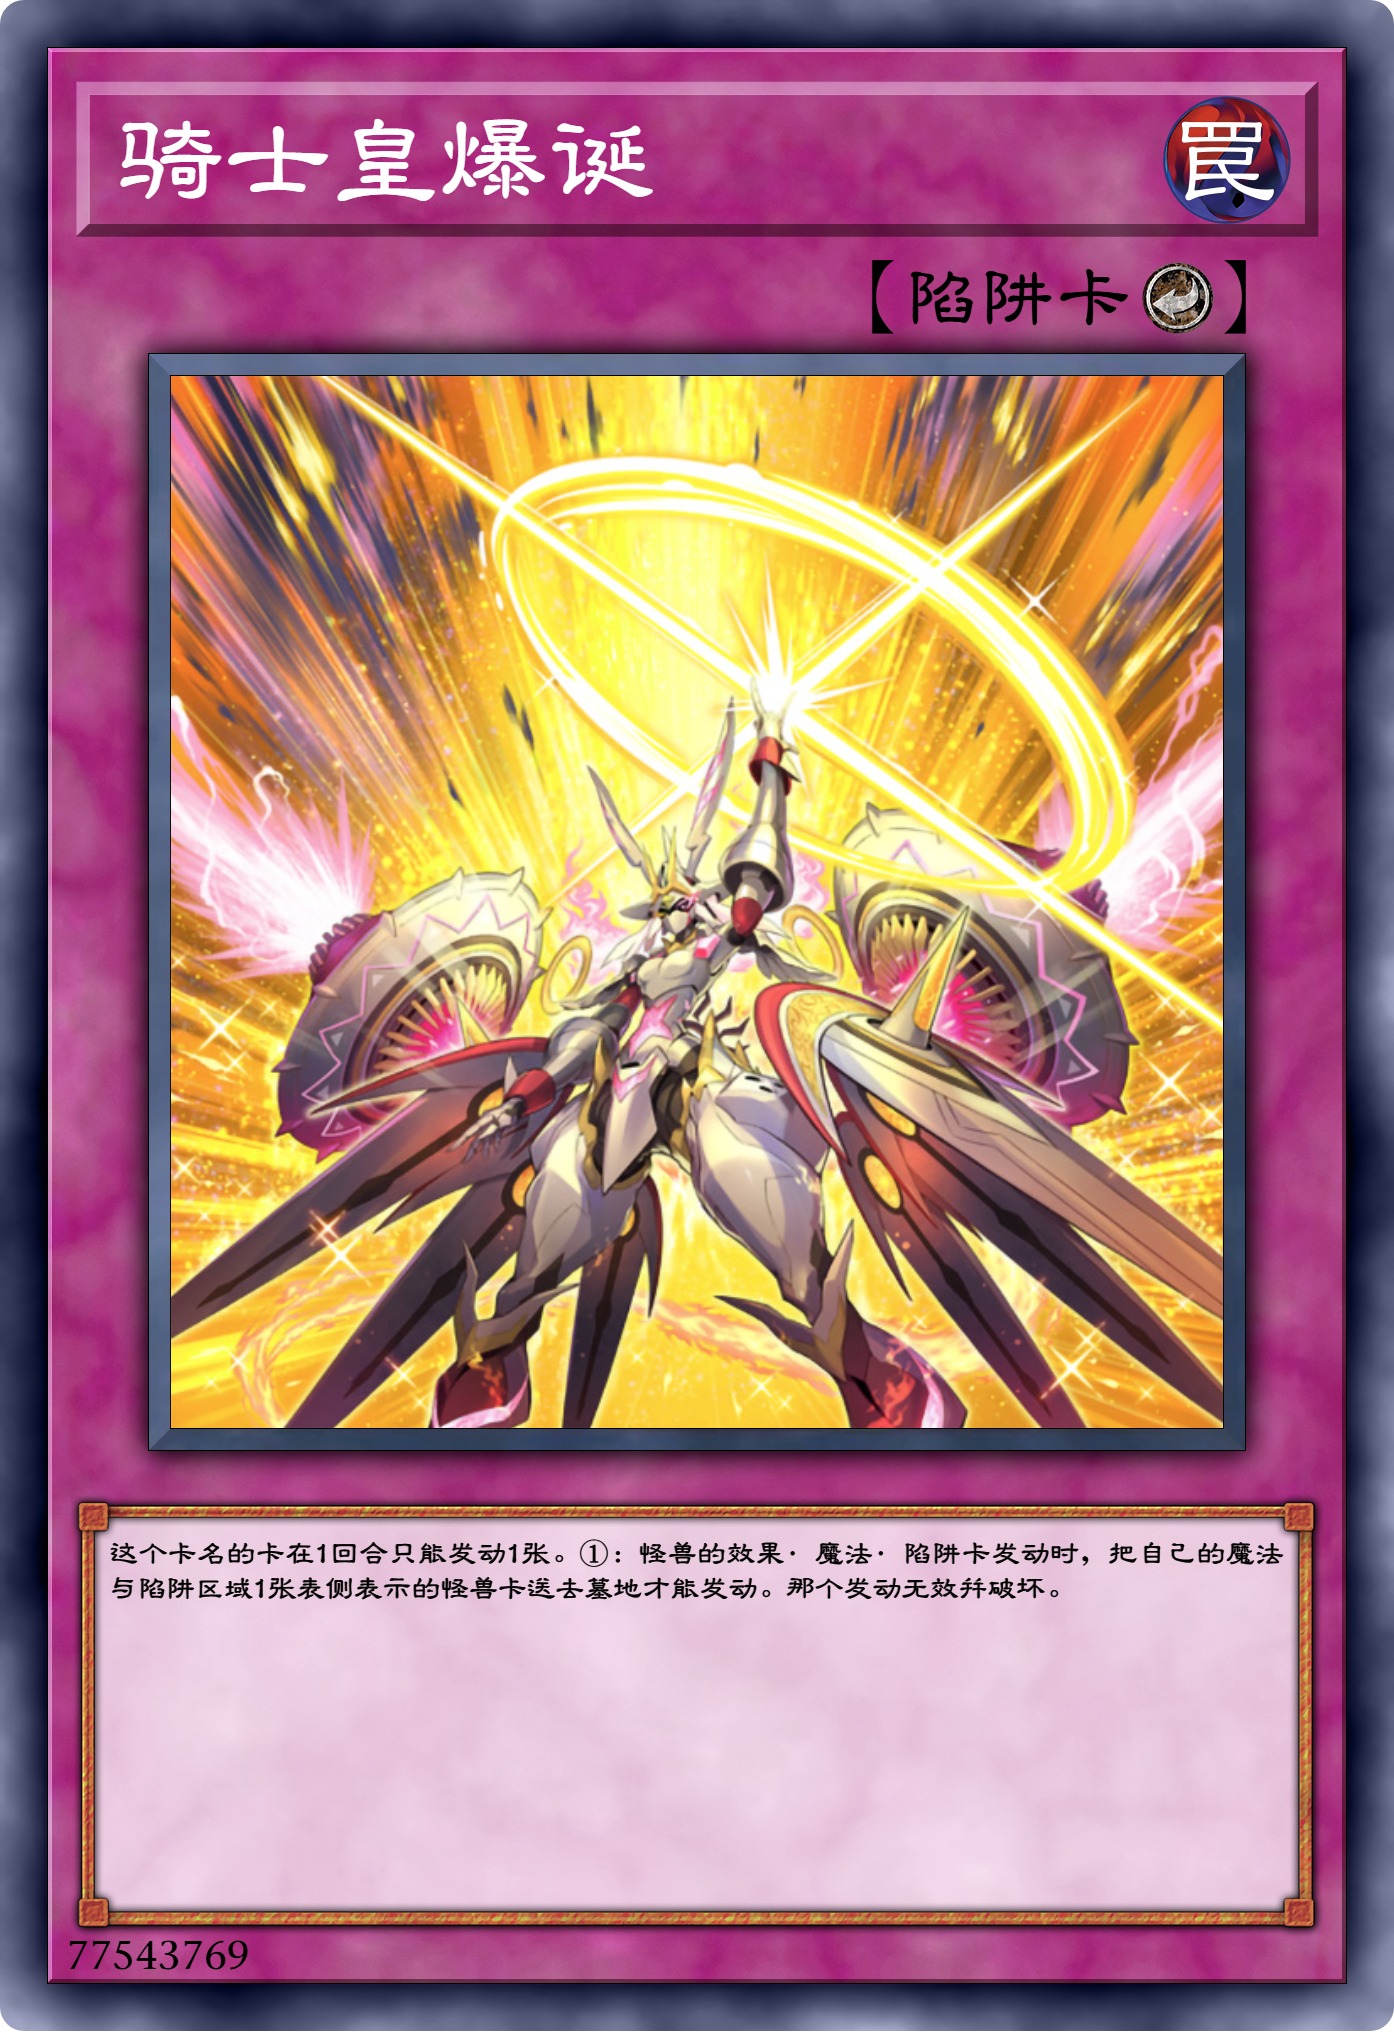 骑士皇爆诞
罠
【陷阱卡】
这个卡名的卡在1回合只能发动1张。①：怪兽的效果·魔法·陷阱卡发动时，把自己的魔法
与陷阱区域1张表侧表示的怪兽卡送去墓地才能发动。那个发动无效并破坏。
77543769